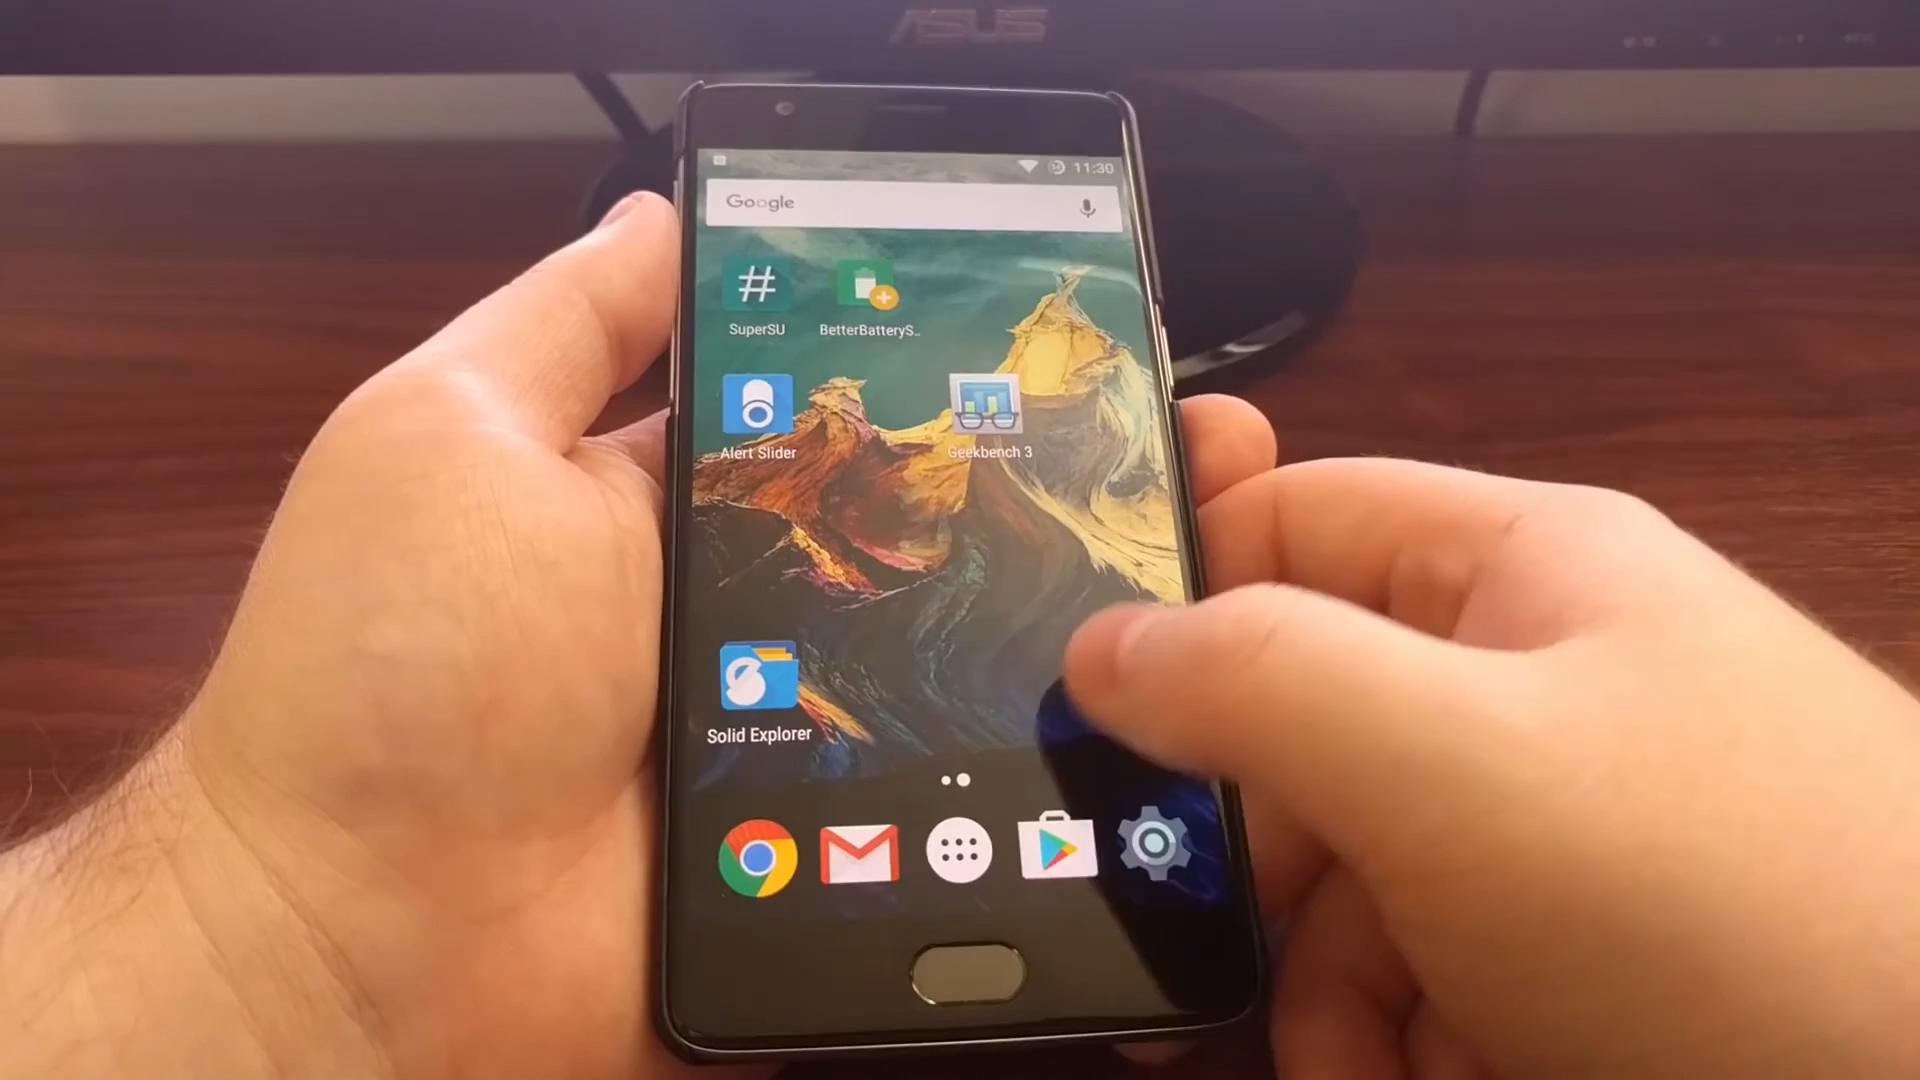 ASUS
11:30
Google
SuperSU
BetterBatteryS..
Alert Slider
Geekbench 3
Solid Explorer